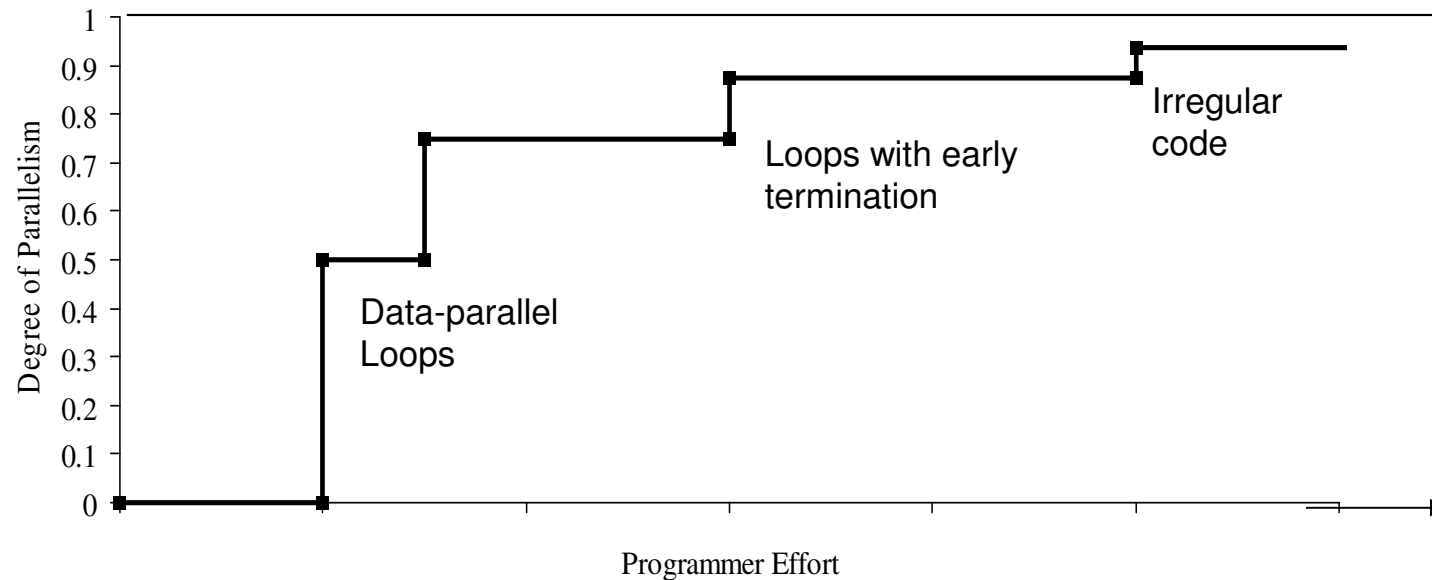 1
0.9
0.8
0.7
0.6
0.5
0.4
0.3
0.2
0.1
0
Degree of Parallelism
Data-parallel
Loops
Loops with early
termination
Irregular
code
Programmer Effort